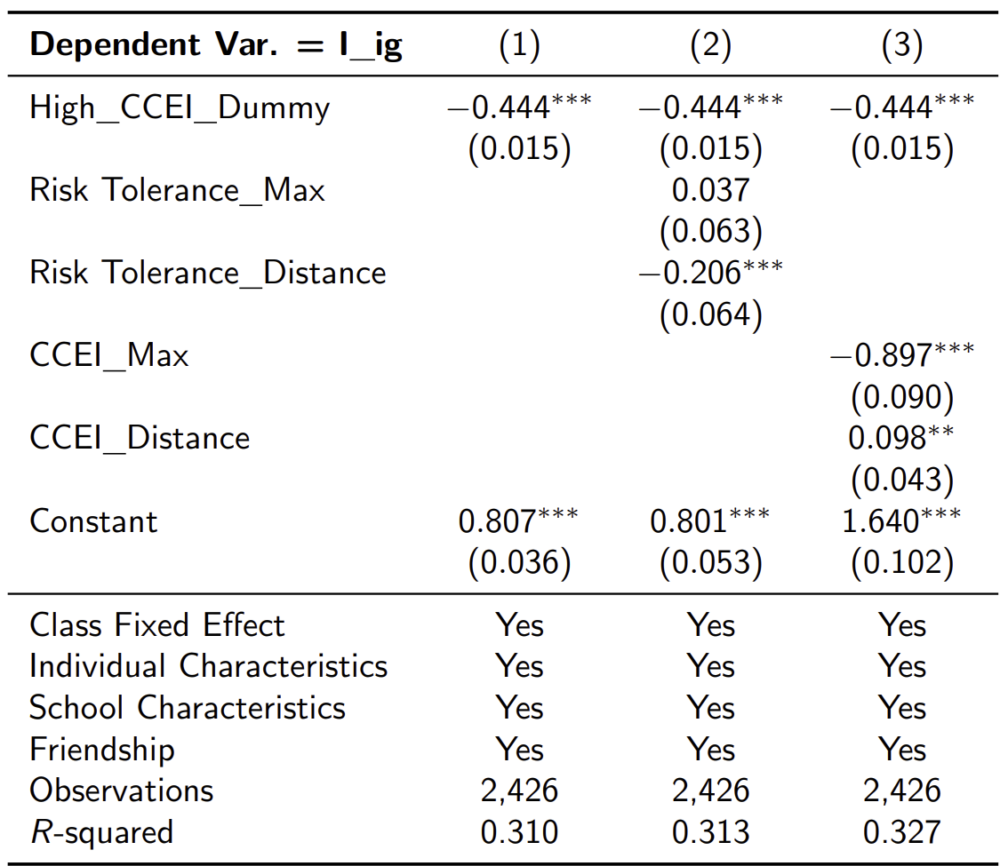 Dependent Var. = I_ig (1) (2) (3)
High_CCEI_Dummy −0.444*** −0.444*** −0.444***
(0.015) (0.015) (0.015)
Risk Tolerance_Max 0.037
(0.063)
Risk Tolerance_Distance −0.206***
(0.064)
CCEI_Max −0.897***
(0.090)
CCEI_Distance 0.098**
(0.043)
Constant 0.807*** 0.801*** 1.640***
(0.036) (0.053) (0.102)
Class Fixed Effect Yes Yes Yes
Individual Characteristics Yes Yes Yes
School Characteristics Yes Yes Yes
Friendship Yes Yes Yes
Observations 2,426 2,426 2,426
R-squared 0.310 0.313 0.327